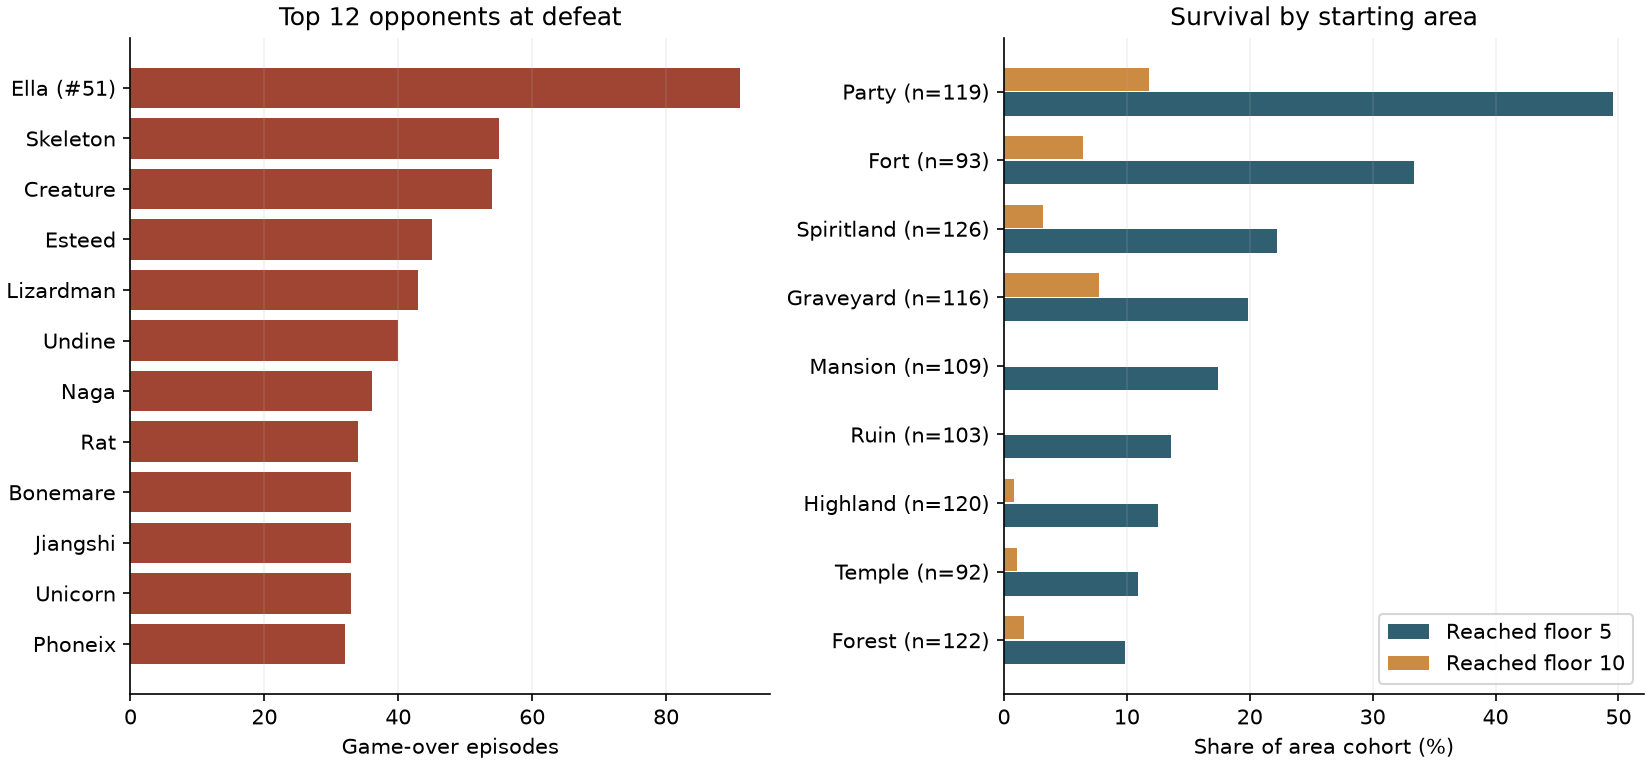 Top 12 opponents at defeat
Ella (#51)
Skeleton
Creature
Esteed
Lizardman
Undine
Naga
Rat
Bonemare
Jiangshi
Unicorn
Phoneix
0 20 40 60 80
Game-over episodes
Survival by starting area
Party (n=119)
Fort (n=93)
Spiritland (n=126)
Graveyard (n=116)
Mansion (n=109)
Ruin (n=103)
Highland (n=120)
Temple (n=92)
Forest (n=122)
Reached floor 5
Reached floor 10
0 10 20 30 40 50
Share of area cohort (%)